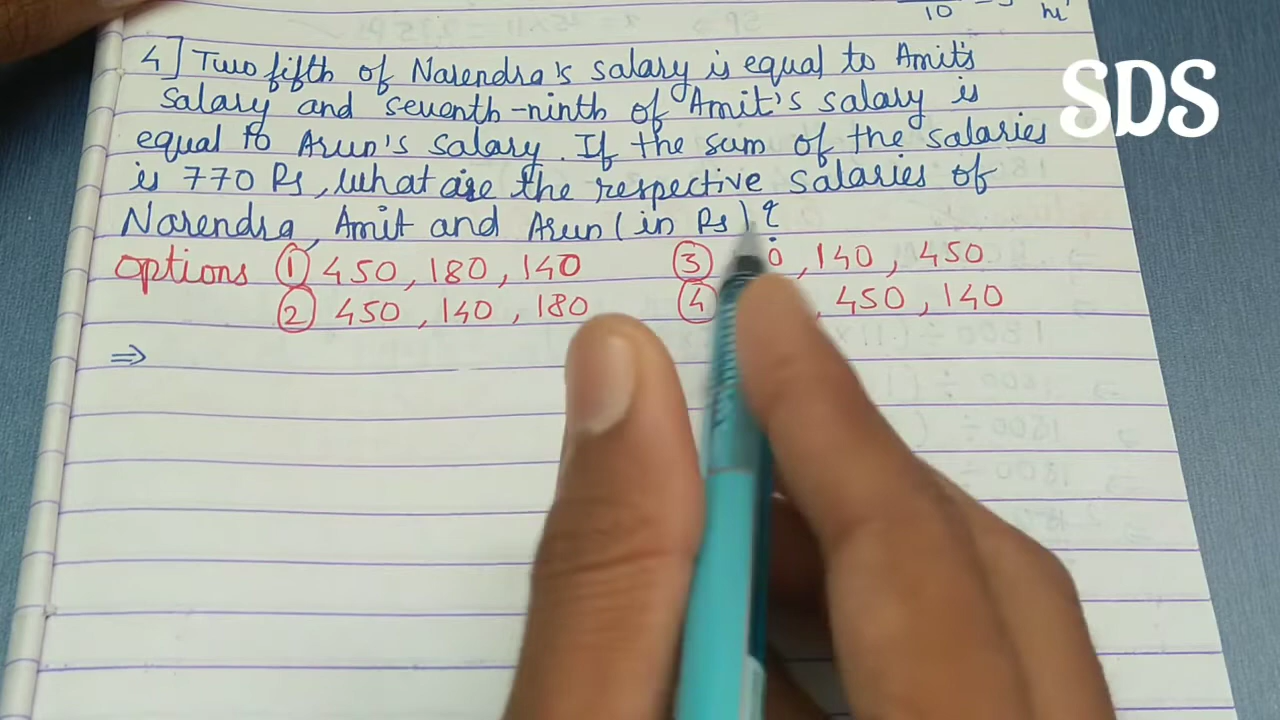 10
hr
SDS
4] Two fifth of Narendra's salary is equal to Amit's
salary and seventh-ninth of Amit's salary is
equal to Arun's salary. If the sum of the salaries
is 770 Rs, what are the respective salaries of
Narendra, Amit and Arun (in Rs)?
options ① 450, 180, 140 ③ 0, 140, 450
② 450, 140, 180 ④ , 450, 140
⇒